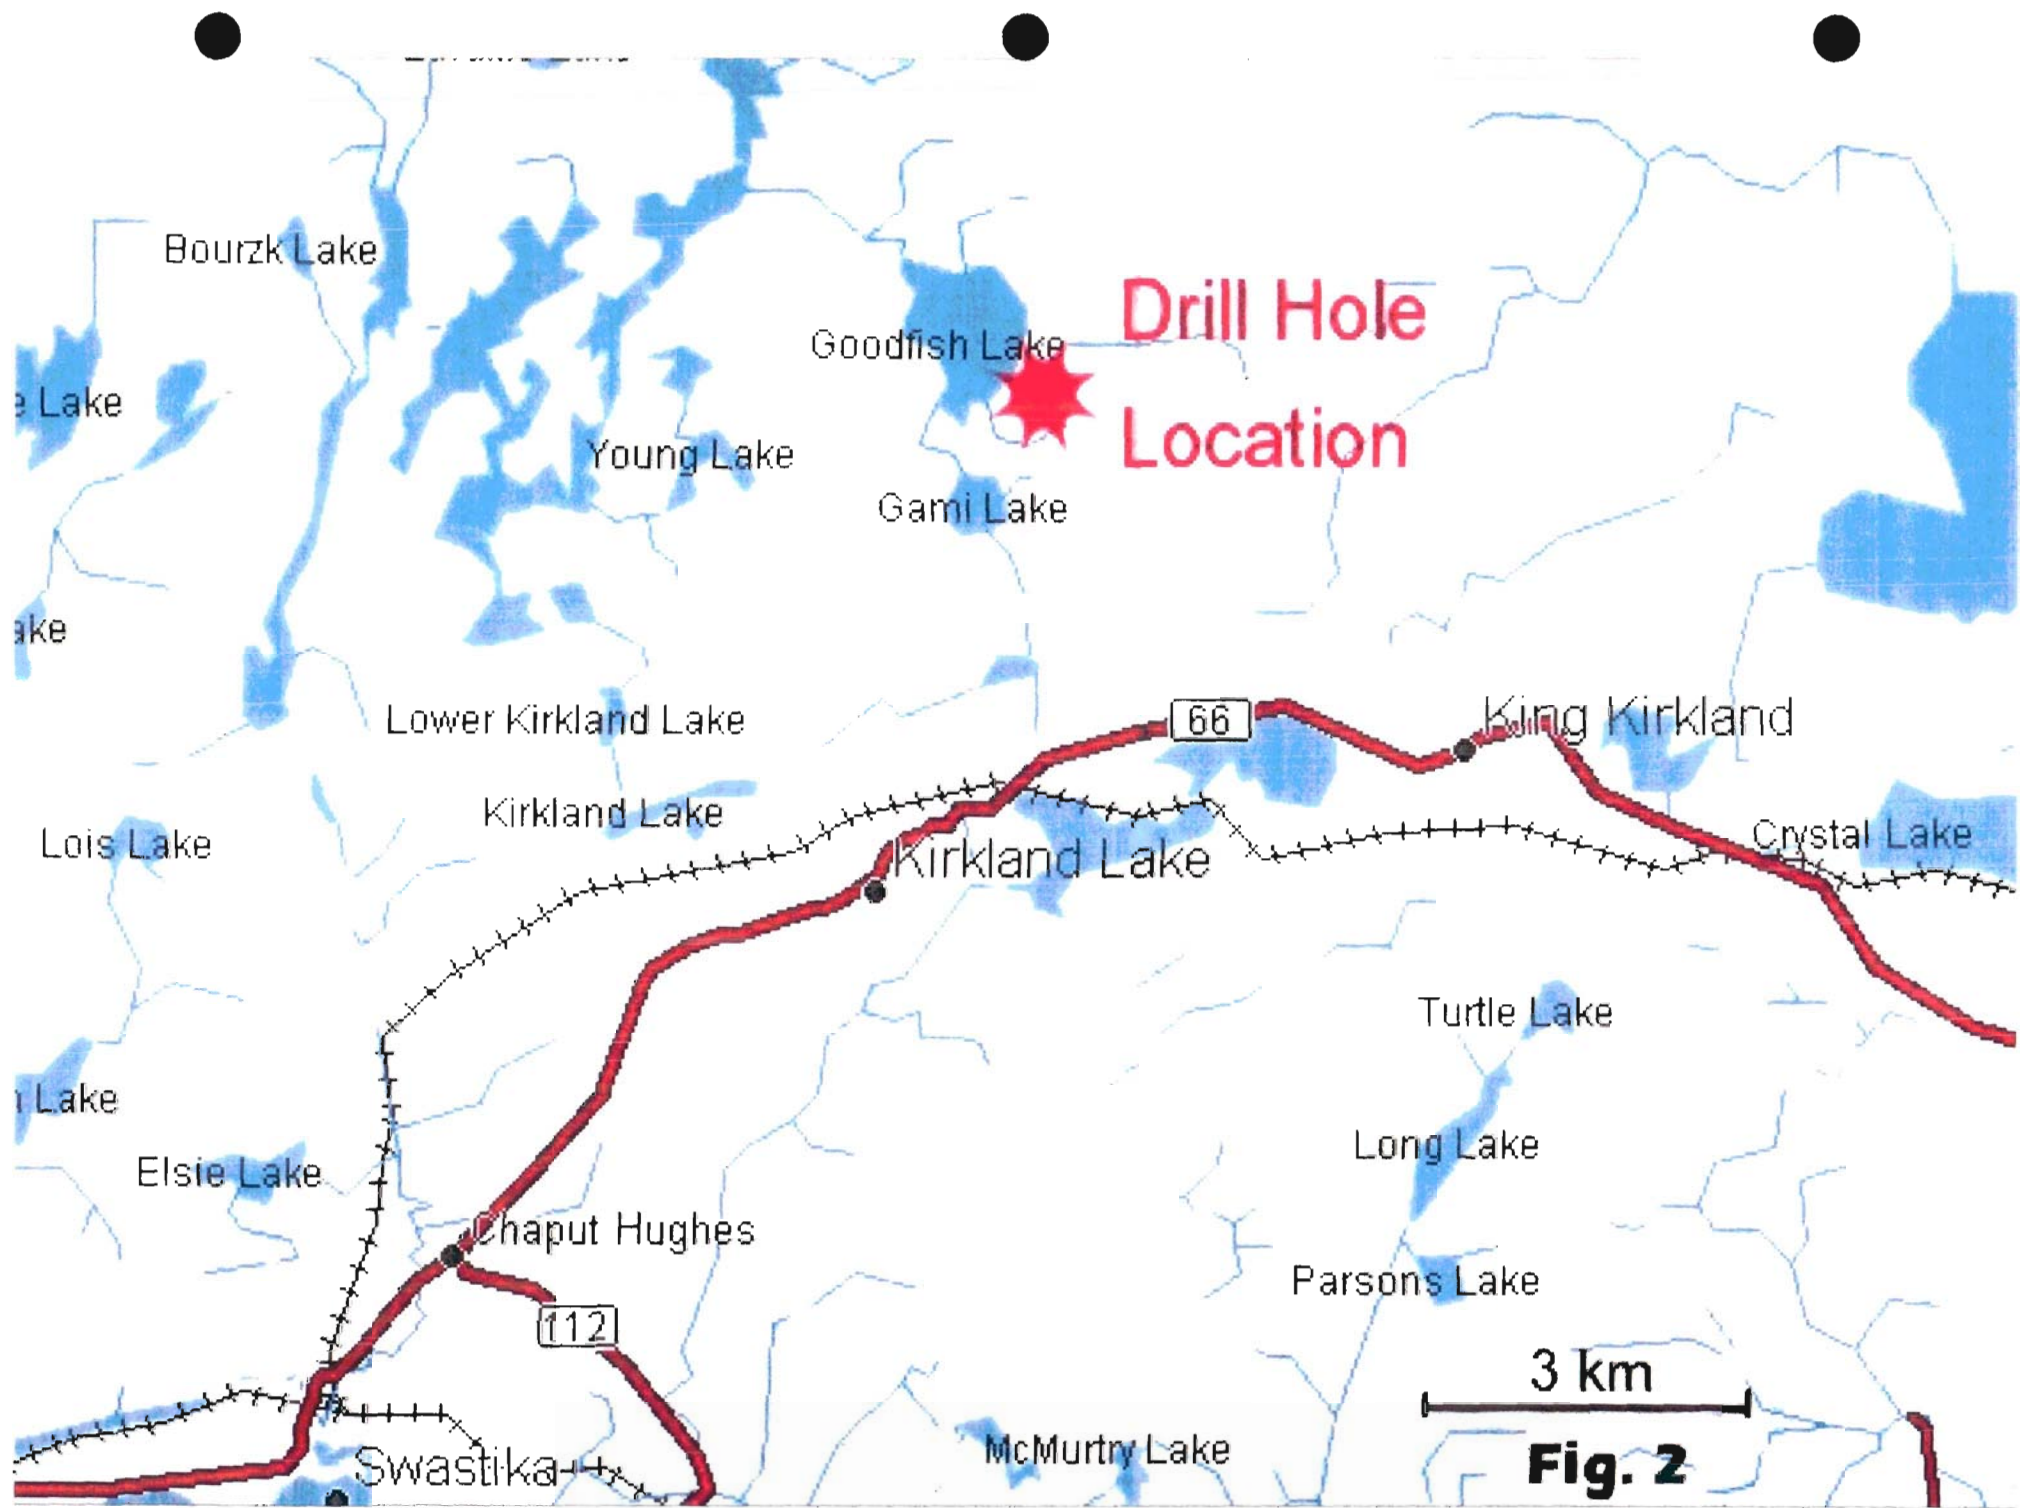 Bourzk Lake
Drill Hole
Goodfish Lake
Lake
Location
Young Lake
Gami Lake
66
King Kirkland
Lower Kirkland Lake
Kirkland Lake
Crystal Lake
Lois Lake
Kirkland Lake
Turtle Lake
Lake
Long Lake
Elsie Lake
Chaput Hughes
Parsons Lake
112
3 km
McMurtry Lake
Fig. 2
Swastika